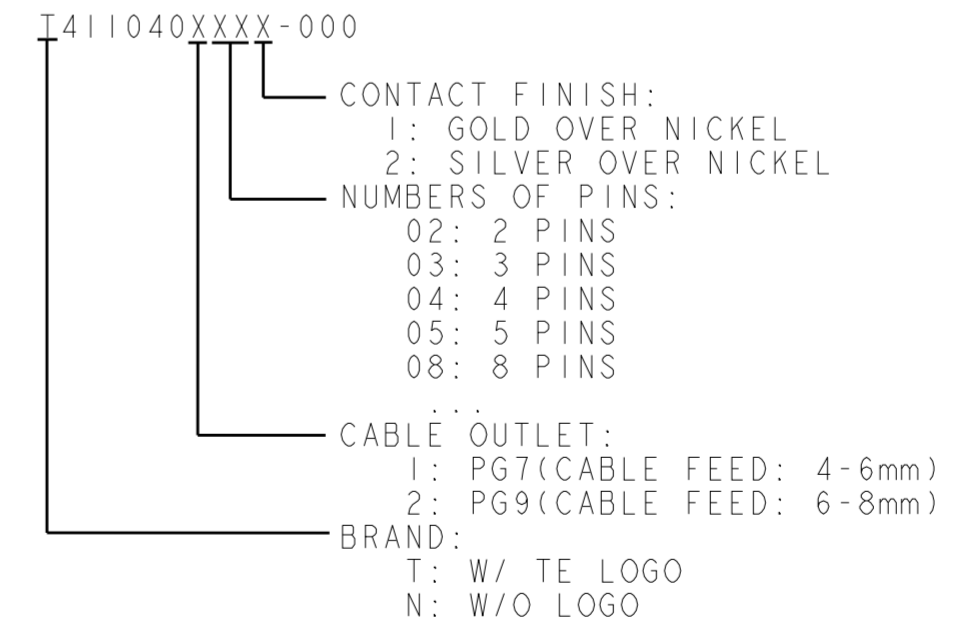 T411040XXXX-000
CONTACT FINISH:
1: GOLD OVER NICKEL
2: SILVER OVER NICKEL
NUMBERS OF PINS:
02: 2 PINS
03: 3 PINS
04: 4 PINS
05: 5 PINS
08: 8 PINS
...
CABLE OUTLET:
1: PG7(CABLE FEED: 4-6mm)
2: PG9(CABLE FEED: 6-8mm)
BRAND:
T: W/ TE LOGO
N: W/O LOGO